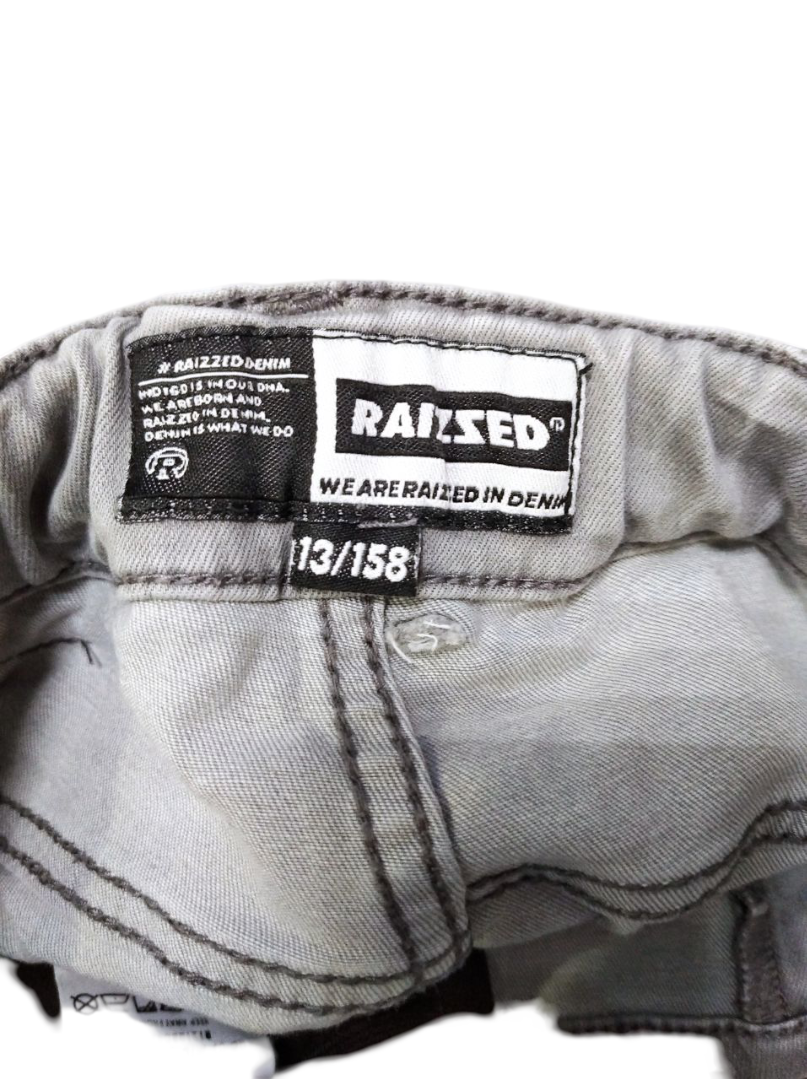 # RAIZZED DENIM
INDIGO IS IN OUR DNA.
WE ARE BORN AND
RAIZZED IN DENIM.
DENIM IS WHAT WE DO
R
RAIZZED®
WE ARE RAIZZED IN DENIM
13/158